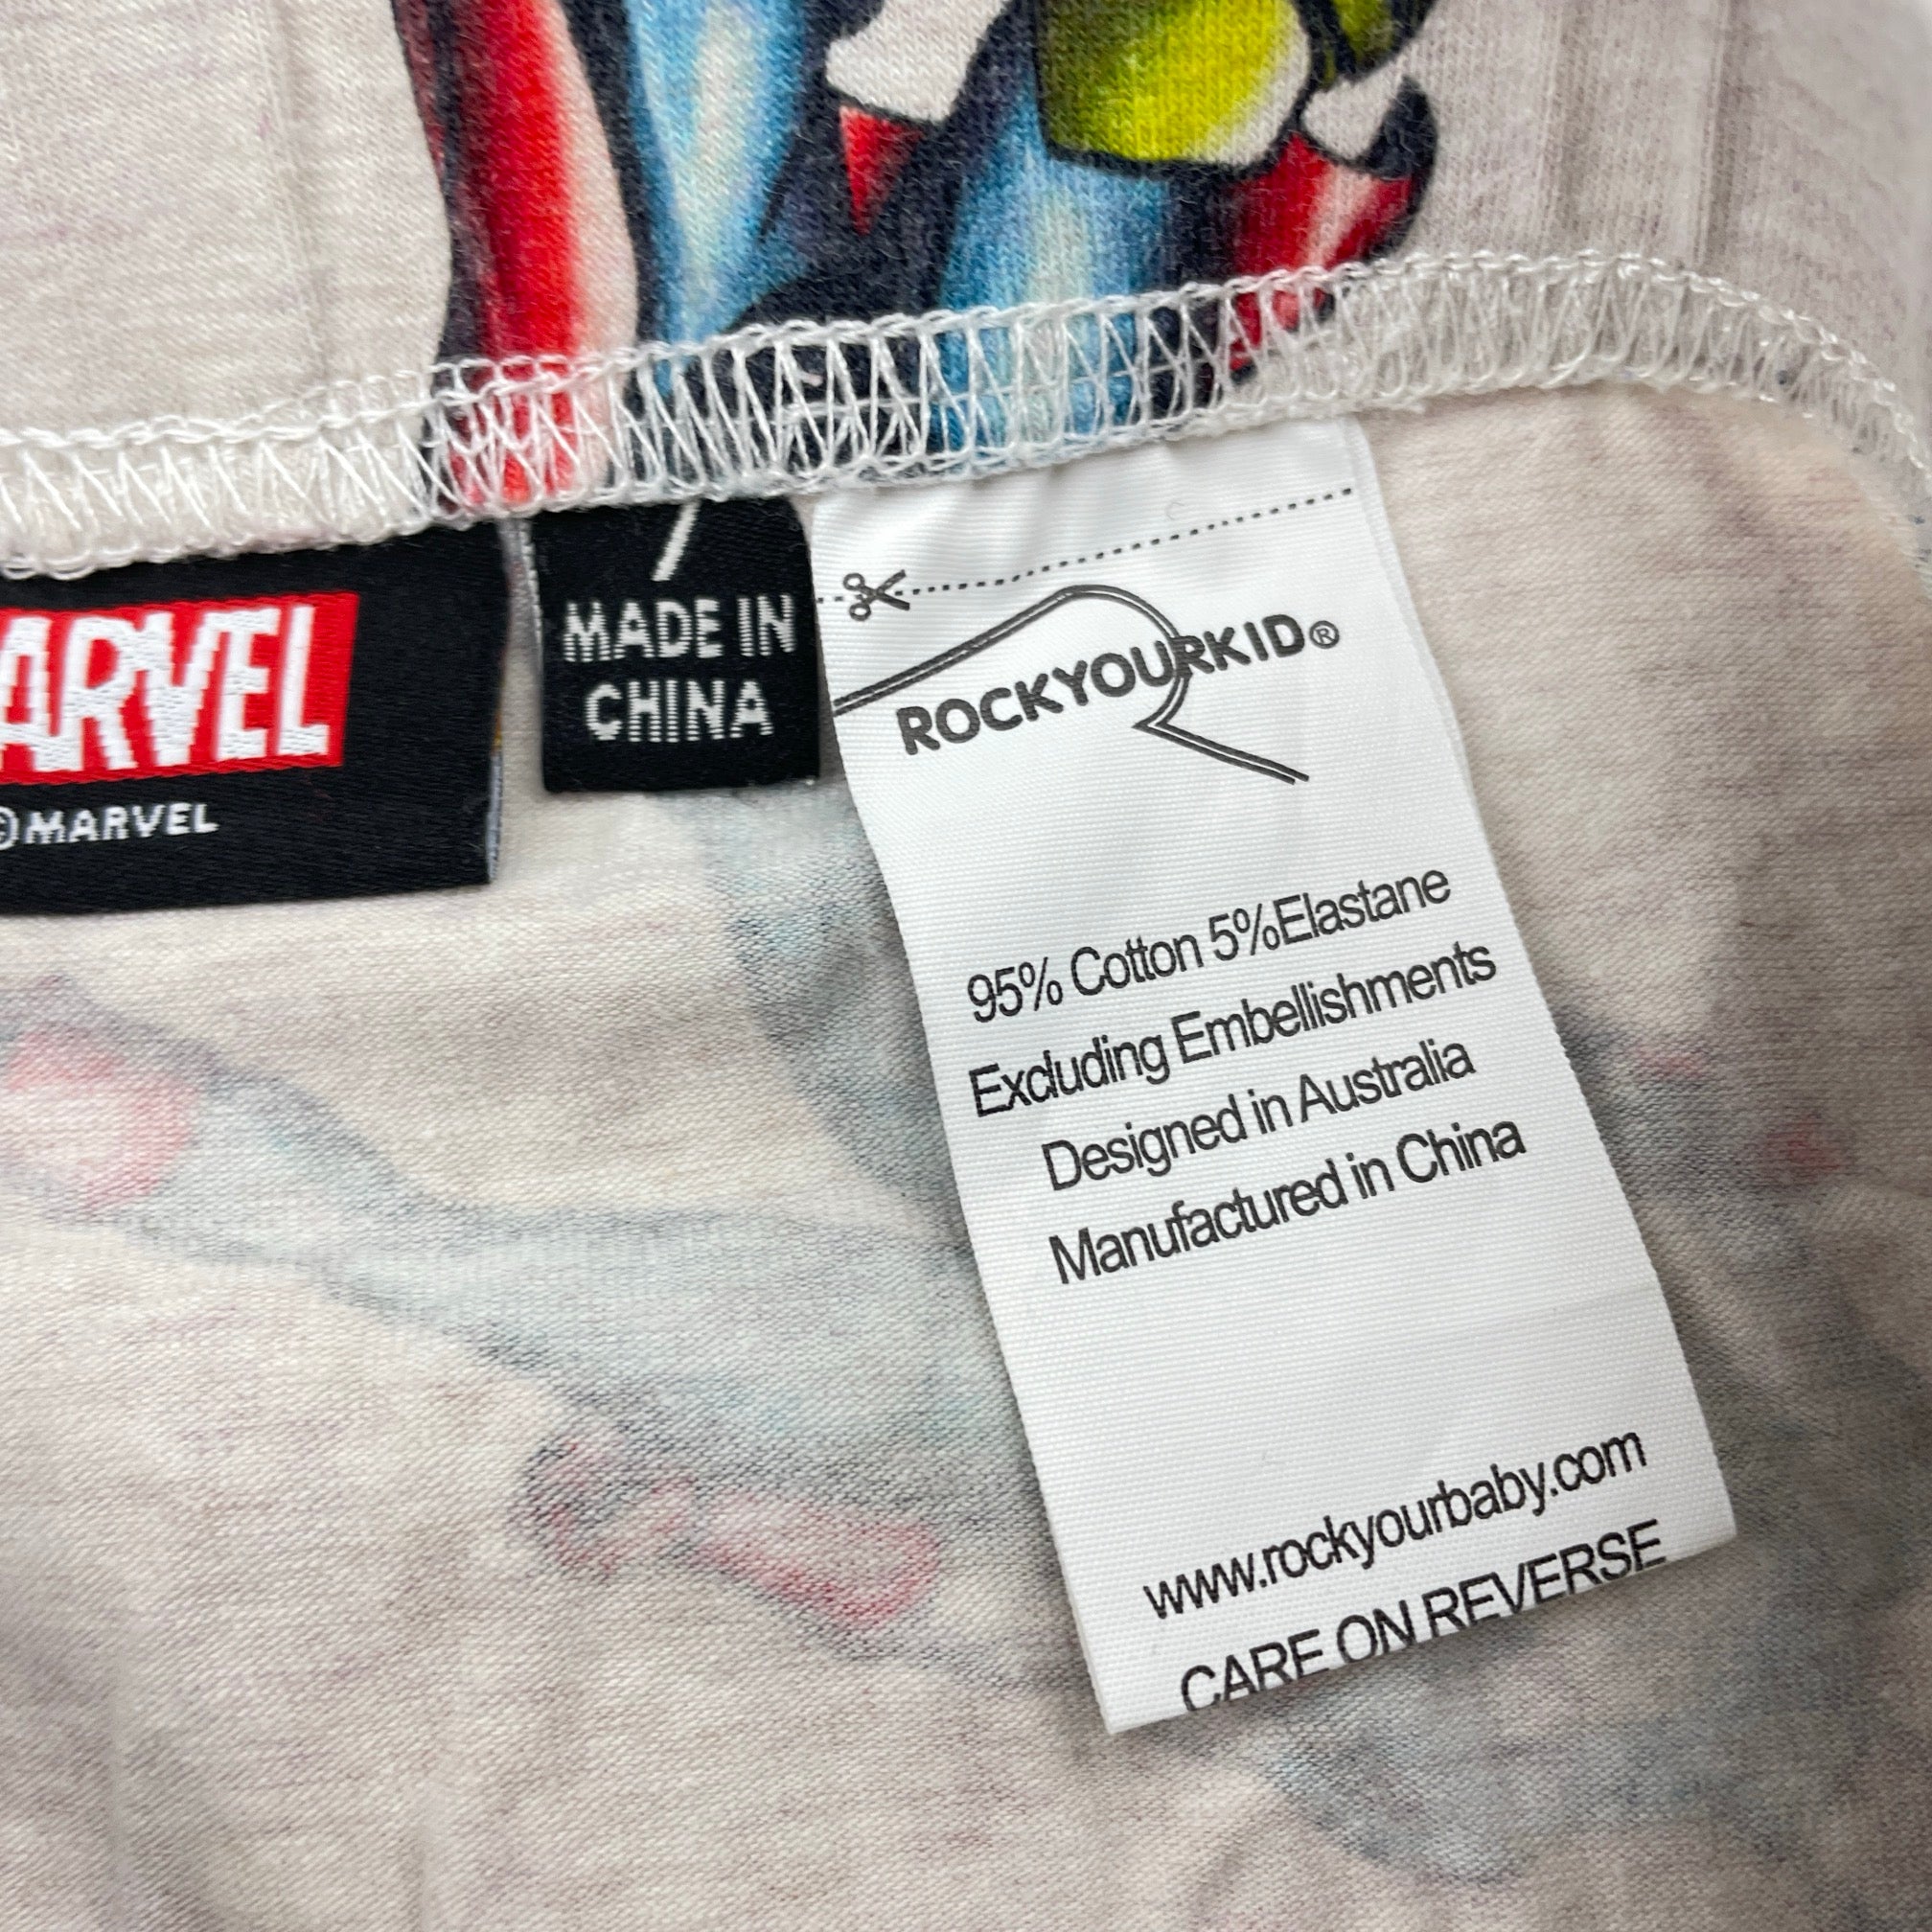 ARVEL
©MARVEL
7
MADE IN
CHINA
ROCKYOURKID®
95% Cotton 5%Elastane
Excluding Embellishments
Designed in Australia
Manufactured in China
www.rockyourbaby.com
CARE ON REVERSE